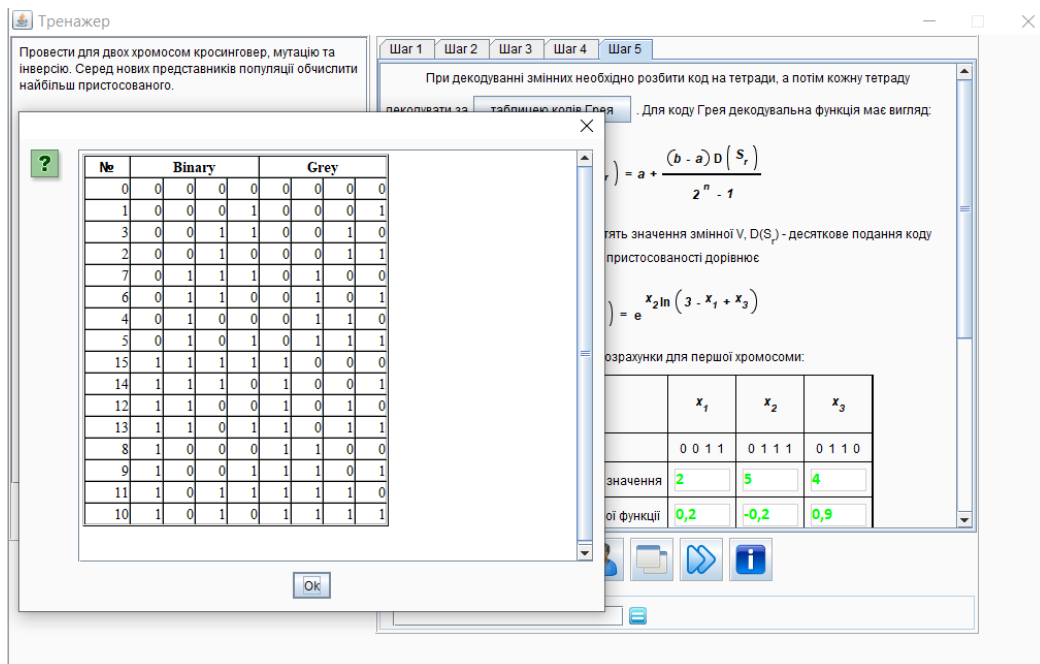 Тренажер
Провести для двох хромосом кросинговер, мутацію та
інверсію. Серед нових представників популяції обчислити
найбільш пристосованого.
Шаг 1 Шаг 2 Шаг 3 Шаг 4 Шаг 5
При декодуванні змінних необхідно розбити код на тетради, а потім кожну тетраду
декодувати за таблицею кодів Грея . Для коду Грея декодувальна функція має вигляд:
r ) = a + (b - a) D ( S r ) / 2 n - 1
тять значення змінної V, D(S r ) - десяткове подання коду
пристосованості дорівнює
) = e x 2 ln ( 3 - x 1 + x 3 )
озрахунки для першої хромосоми:
x 1 x 2 x 3
0 0 1 1 0 1 1 1 0 1 1 0
значення 2 5 4
ої функції 0,2 -0,2 0,9
?
№ Binary Grey
0 0 0 0 0 0 0 0 0
1 0 0 0 1 0 0 0 1
3 0 0 1 1 0 0 1 0
2 0 0 1 0 0 0 1 1
7 0 1 1 1 0 1 0 0
6 0 1 1 0 0 1 0 1
4 0 1 0 0 0 1 1 0
5 0 1 0 1 0 1 1 1
15 1 1 1 1 1 0 0 0
14 1 1 1 0 1 0 0 1
12 1 1 0 0 1 0 1 0
13 1 1 0 1 1 0 1 1
8 1 0 0 0 1 1 0 0
9 1 0 0 1 1 1 0 1
11 1 0 1 1 1 1 1 0
10 1 0 1 0 1 1 1 1
Ok